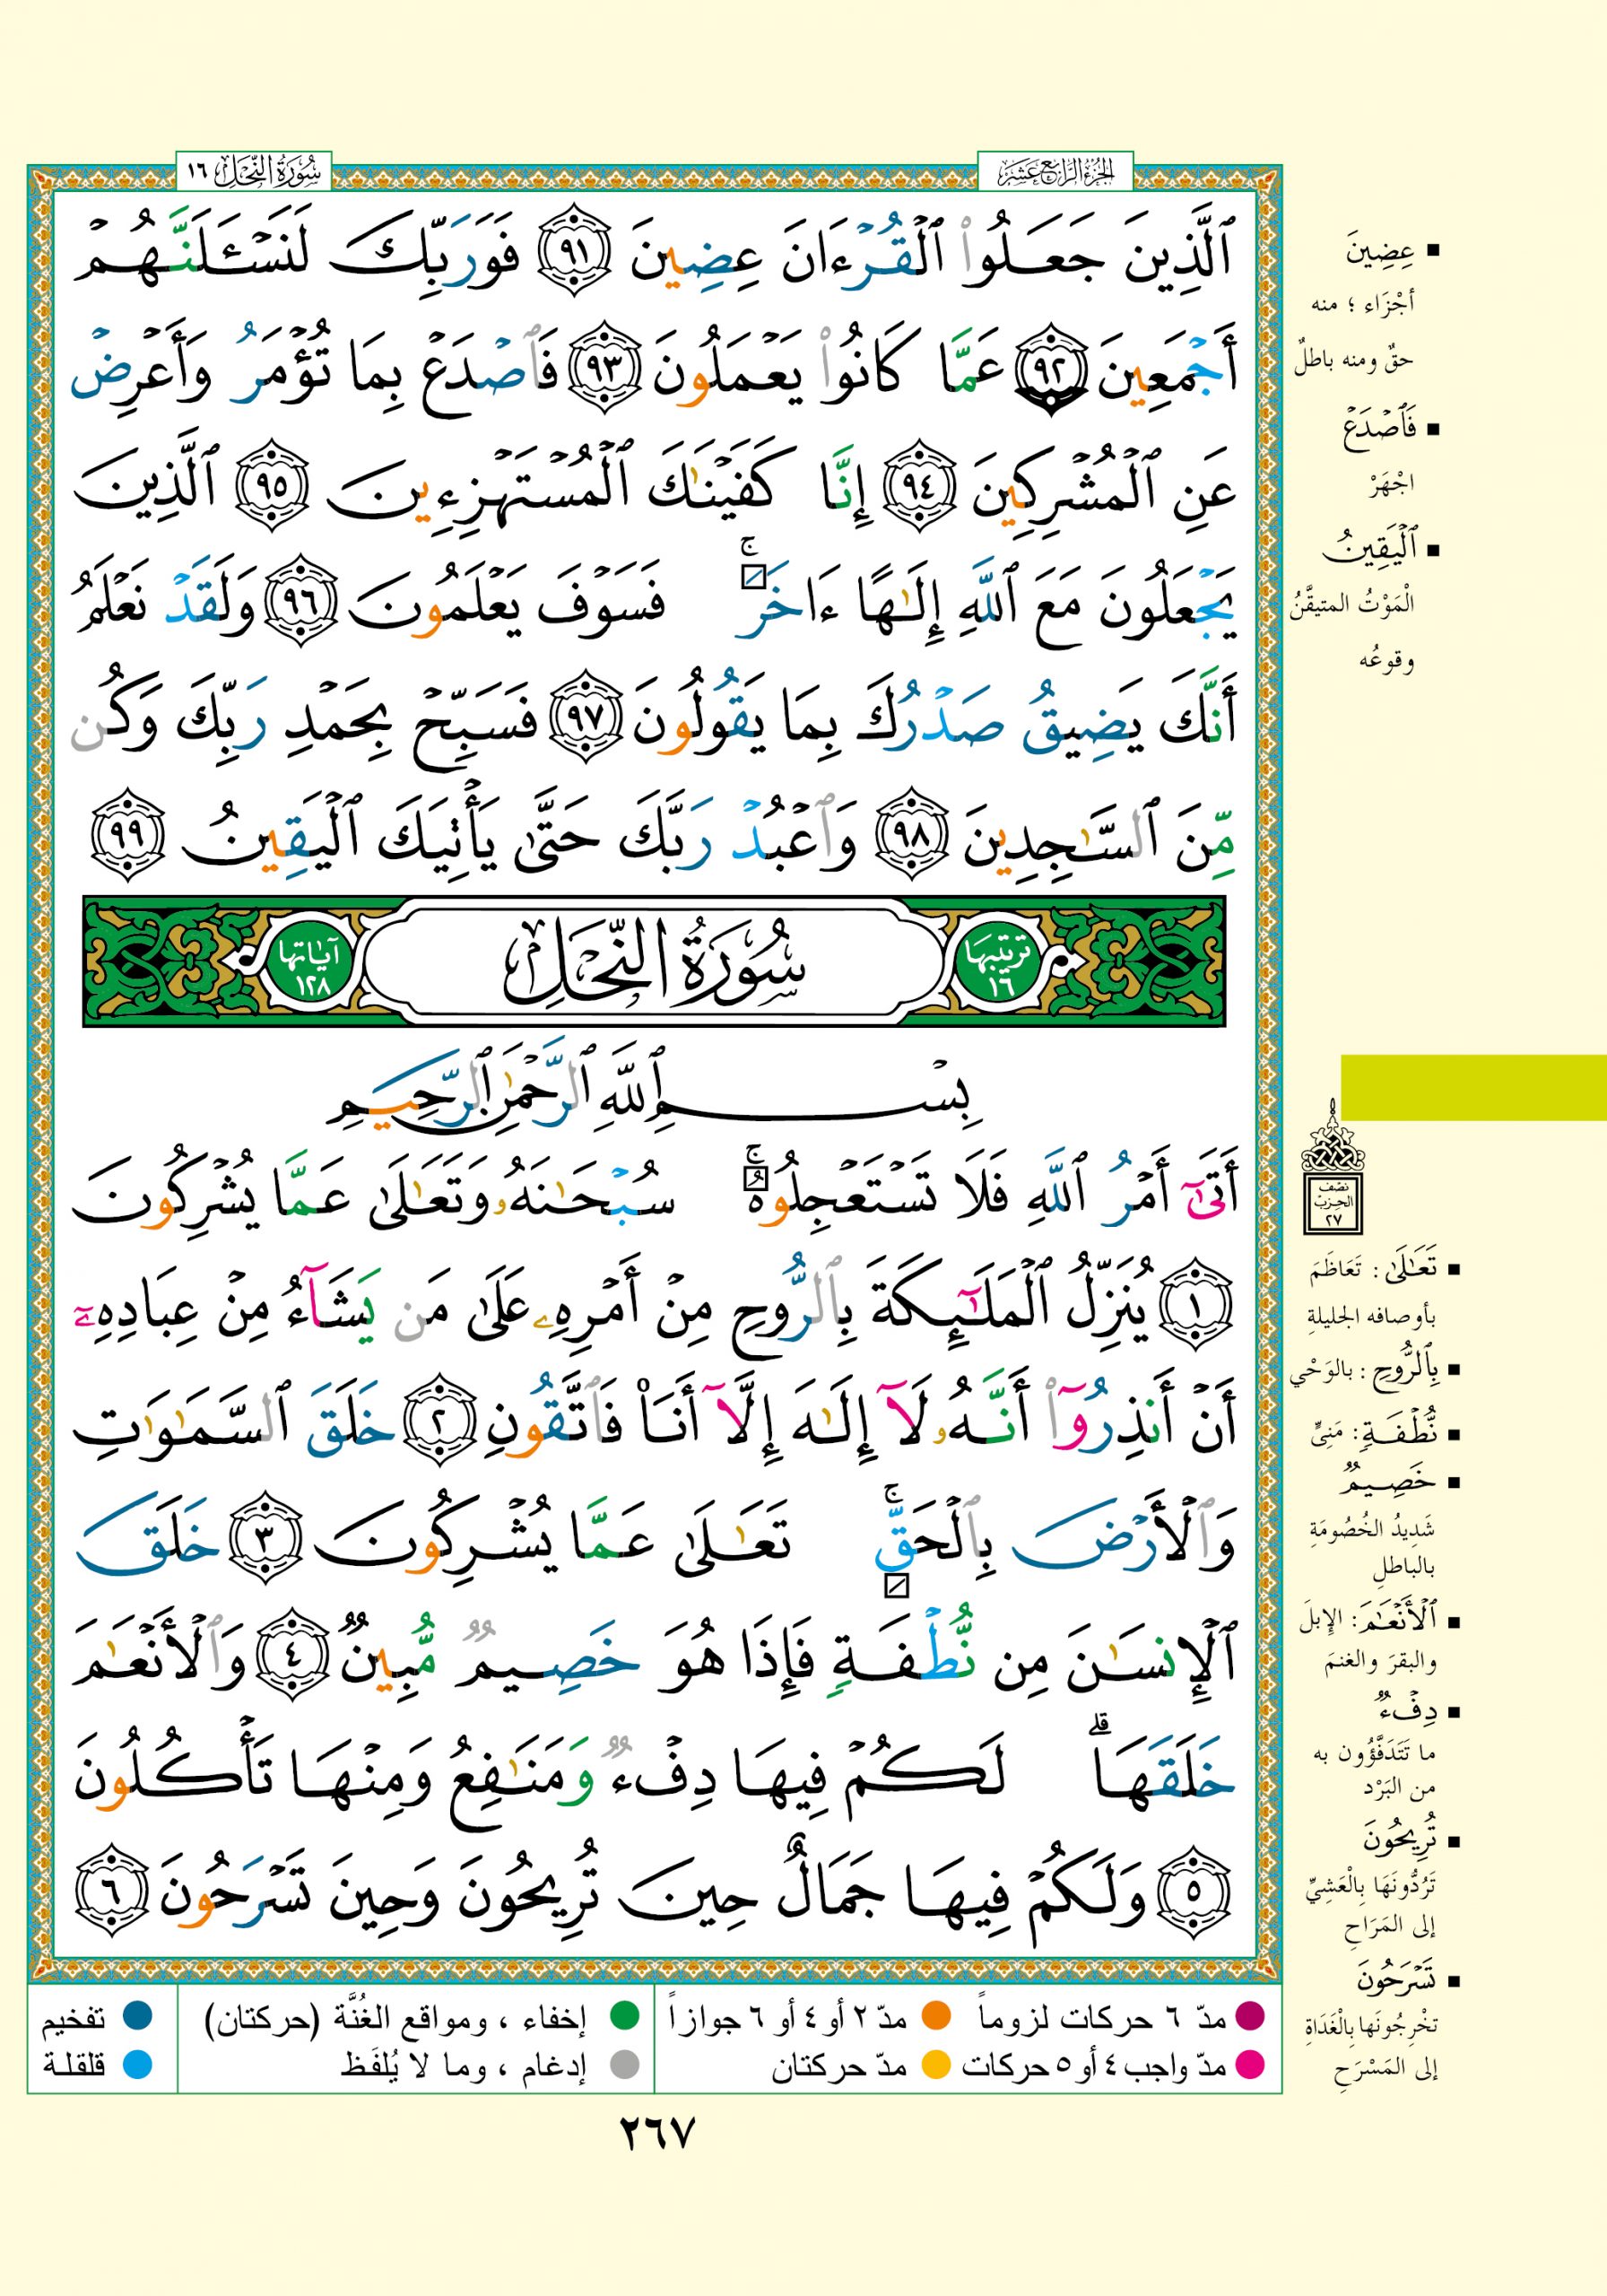 الجزء الرابع عشر
سورة النحل ١٦
ٱلَّذِينَ جَعَلُوا۟ ٱلْقُرْءَانَ عِضِينَ ٩١ فَوَرَبِّكَ لَنَسْـَٔلَنَّهُمْ
أَجْمَعِينَ ٩٢ عَمَّا كَانُوا۟ يَعْمَلُونَ ٩٣ فَٱصْدَعْ بِمَا تُؤْمَرُ وَأَعْرِضْ
عَنِ ٱلْمُشْرِكِينَ ٩٤ إِنَّا كَفَيْنَٰكَ ٱلْمُسْتَهْزِءِينَ ٩٥ ٱلَّذِينَ
يَجْعَلُونَ مَعَ ٱللَّهِ إِلَٰهًا ءَاخَرَ ۚ فَسَوْفَ يَعْلَمُونَ ٩٦ وَلَقَدْ نَعْلَمُ
أَنَّكَ يَضِيقُ صَدْرُكَ بِمَا يَقُولُونَ ٩٧ فَسَبِّحْ بِحَمْدِ رَبِّكَ وَكُن
مِّنَ ٱلسَّٰجِدِينَ ٩٨ وَٱعْبُدْ رَبَّكَ حَتَّىٰ يَأْتِيَكَ ٱلْيَقِينُ ٩٩
ترتيبها ١٦ سُورَةُ النَّحْلِ آياتها ١٢٨
بِسْمِ ٱللَّهِ ٱلرَّحْمَٰنِ ٱلرَّحِيمِ
أَتَىٰٓ أَمْرُ ٱللَّهِ فَلَا تَسْتَعْجِلُوهُ ۚ سُبْحَٰنَهُۥ وَتَعَٰلَىٰ عَمَّا يُشْرِكُونَ
١ يُنَزِّلُ ٱلْمَلَٰٓئِكَةَ بِٱلرُّوحِ مِنْ أَمْرِهِۦ عَلَىٰ مَن يَشَآءُ مِنْ عِبَادِهِۦٓ
أَنْ أَنذِرُوٓا۟ أَنَّهُۥ لَآ إِلَٰهَ إِلَّآ أَنَا۠ فَٱتَّقُونِ ٢ خَلَقَ ٱلسَّمَٰوَٰتِ
وَٱلْأَرْضَ بِٱلْحَقِّ ۚ تَعَٰلَىٰ عَمَّا يُشْرِكُونَ ٣ خَلَقَ
ٱلْإِنسَٰنَ مِن نُّطْفَةٍ فَإِذَا هُوَ خَصِيمٌ مُّبِينٌ ٤ وَٱلْأَنْعَٰمَ
خَلَقَهَا ۗ لَكُمْ فِيهَا دِفْءٌ وَمَنَٰفِعُ وَمِنْهَا تَأْكُلُونَ
٥ وَلَكُمْ فِيهَا جَمَالٌ حِينَ تُرِيحُونَ وَحِينَ تَسْرَحُونَ ٦
■ عِضِينَ
أجْزَاء ؛ منه
حقٌ ومنه باطلٌ
■ فَٱصْدَعْ
اجْهَرْ
■ ٱلْيَقِينُ
الْمَوْتُ المتيقَّنُ
وقوعُه
نصف
الحزب
٢٧
■ تَعَٰلَىٰ : تَعَاظَمَ
بأوصافه الجليلةِ
■ بِٱلرُّوحِ : بالوَحْي
■ نُّطْفَةٍ : مَنِيٍّ
■ خَصِيمٌ
شَدِيدُ الخُصُومَةِ
بالباطلِ
■ ٱلْأَنْعَٰمَ : الإبلَ
والبقرَ والغنمَ
■ دِفْءٌ
ما تَتَدَفَّؤُون به
من البَرْد
■ تُرِيحُونَ
تَرُدُّونَهَا بِالْعَشِيِّ
إلى المَرَاحِ
■ تَسْرَحُونَ
تخْرِجُونَها بِالْغَدَاةِ
إلى المَسْرَحِ
مدّ ٦ حركات لزوماً مدّ ٢ أو ٤ أو ٦ جوازاً إخفاء ، ومواقع الغُنَّة (حركتان) تفخيم
مدّ واجب ٤ أو ٥ حركات مدّ حركتان إدغام ، وما لا يُلفَظ قلقلة
٢٦٧